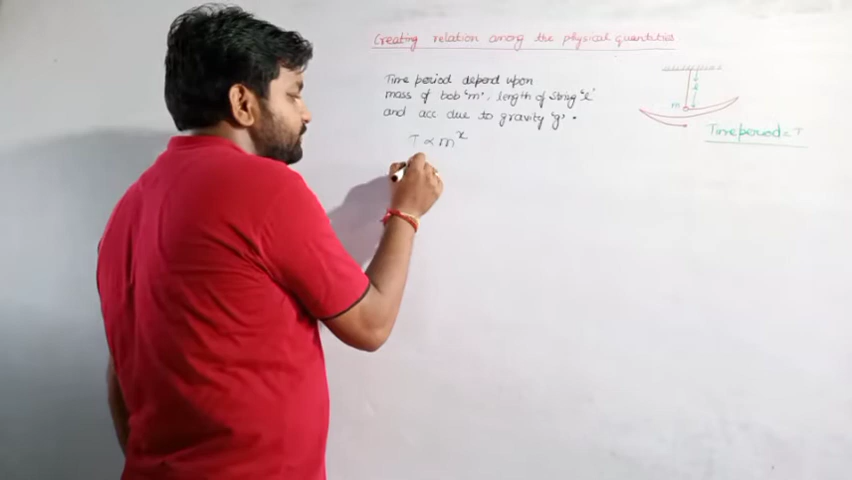 Creating relation among the physical quantities
Time period depend upon
mass of bob 'm', length of string 'l'
and acc due to gravity 'g'.
T ∝ m^x
l
m
Time period = T